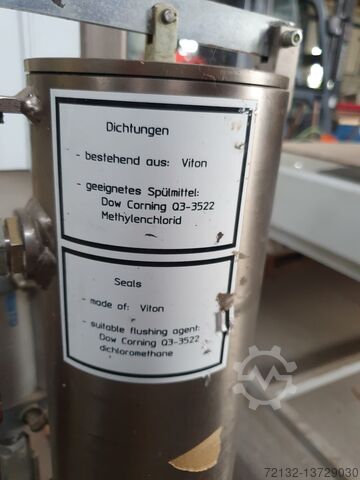 Dichtungen
- bestehend aus: Viton
- geeignetes Spülmittel:
Dow Corning Q3-3522
Methylenchlorid
Seals
- made of: Viton
- suitable flushing agent:
Dow Corning Q3-3522
dichloromethane
72132-13729030